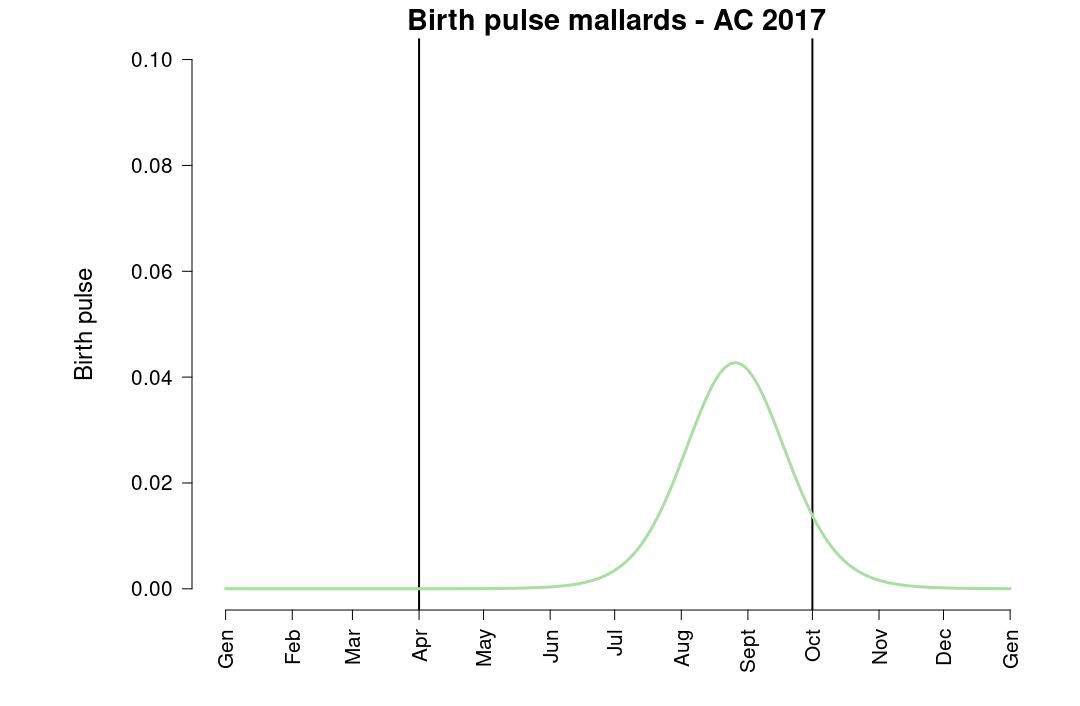 Birth pulse mallards - AC 2017
0.10
0.08
0.06
0.04
0.02
0.00
Birth pulse
Gen
Feb
Mar
Apr
May
Jun
Jul
Aug
Sept
Oct
Nov
Dec
Gen